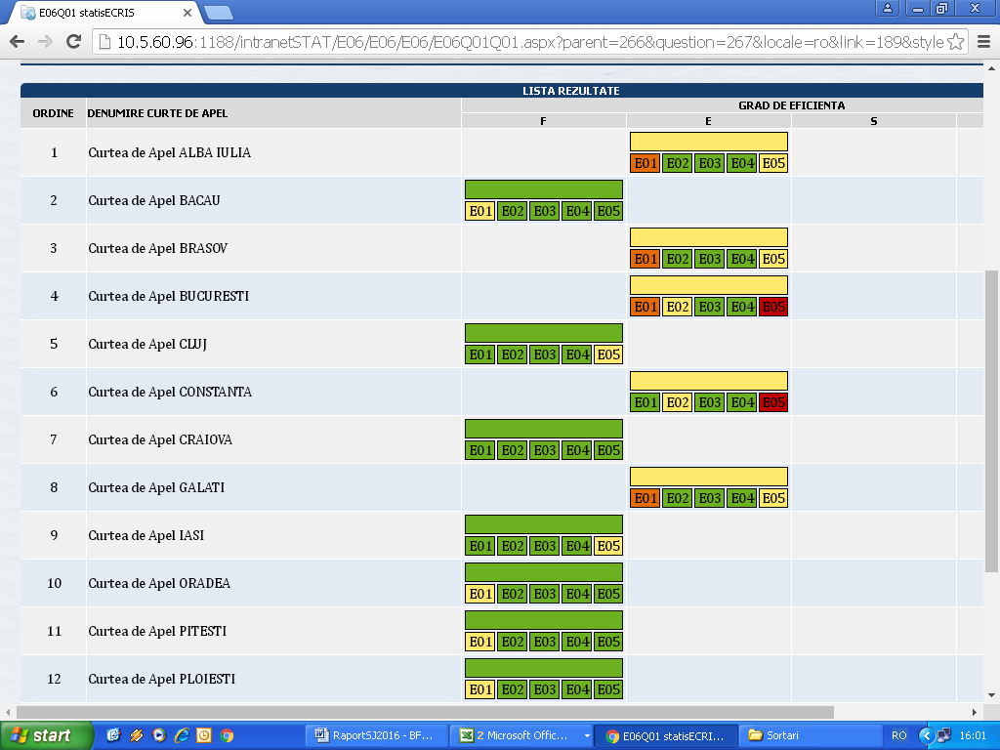 E06Q01 statisECRIS
10.5.60.96:1188/intranetSTAT/E06/E06/E06/E06Q01Q01.aspx?parent=266&question=267&locale=ro&link=189&style
LISTA REZULTATE
ORDINE DENUMIRE CURTE DE APEL GRAD DE EFICIENTA
F E S
1 Curtea de Apel ALBA IULIA E01 E02 E03 E04 E05
2 Curtea de Apel BACAU E01 E02 E03 E04 E05
3 Curtea de Apel BRASOV E01 E02 E03 E04 E05
4 Curtea de Apel BUCURESTI E01 E02 E03 E04 E05
5 Curtea de Apel CLUJ E01 E02 E03 E04 E05
6 Curtea de Apel CONSTANTA E01 E02 E03 E04 E05
7 Curtea de Apel CRAIOVA E01 E02 E03 E04 E05
8 Curtea de Apel GALATI E01 E02 E03 E04 E05
9 Curtea de Apel IASI E01 E02 E03 E04 E05
10 Curtea de Apel ORADEA E01 E02 E03 E04 E05
11 Curtea de Apel PITESTI E01 E02 E03 E04 E05
12 Curtea de Apel PLOIESTI E01 E02 E03 E04 E05
start RaportSJ2016 - BF... 2 Microsoft Offic... E06Q01 statisECRI... Sortari RO 16:01